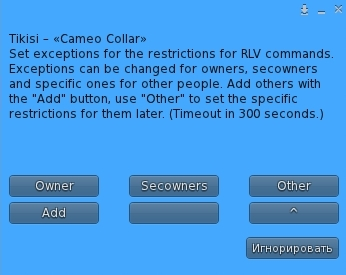 Tikisi – «Cameo Collar»
Set exceptions for the restrictions for RLV commands.
Exceptions can be changed for owners, secowners
and specific ones for other people. Add others with
the "Add" button, use "Other" to set the specific
restrictions for them later. (Timeout in 300 seconds.)
Owner Secowners Other
Add ^
Игнорировать